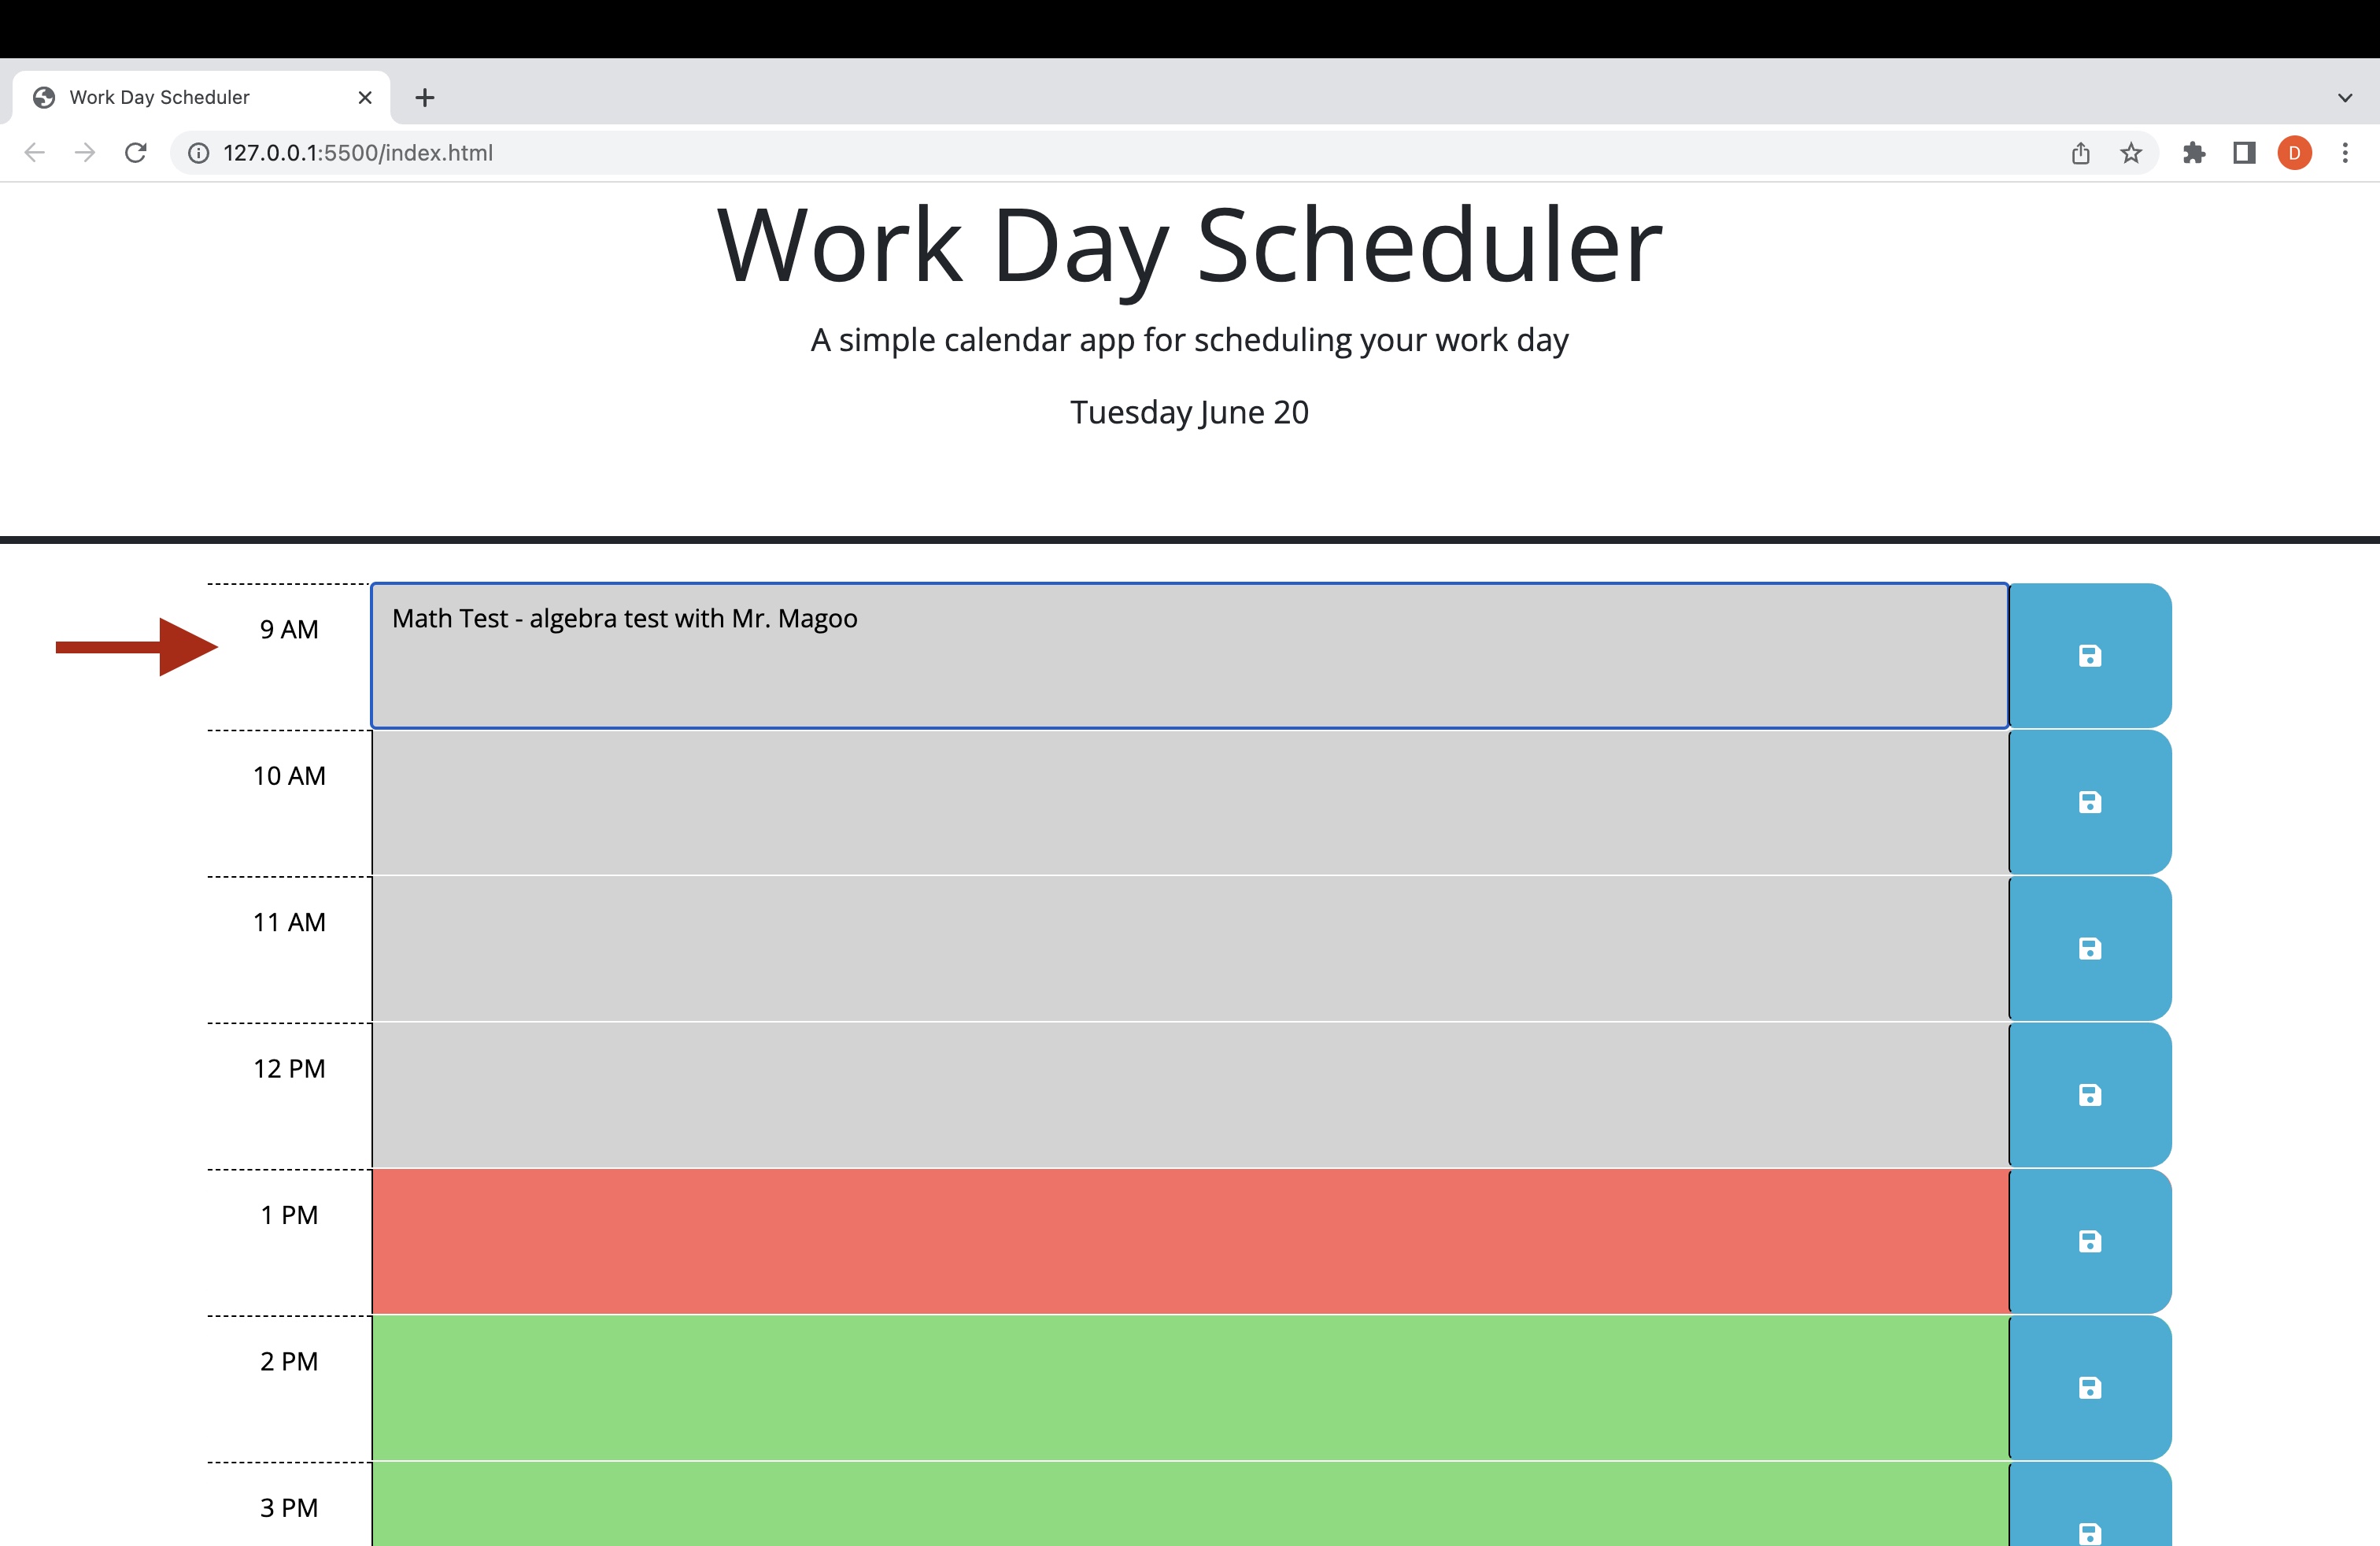 Work Day Scheduler
127.0.0.1:5500/index.html
D
Work Day Scheduler
A simple calendar app for scheduling your work day
Tuesday June 20
9 AM
Math Test - algebra test with Mr. Magoo
10 AM
11 AM
12 PM
1 PM
2 PM
3 PM